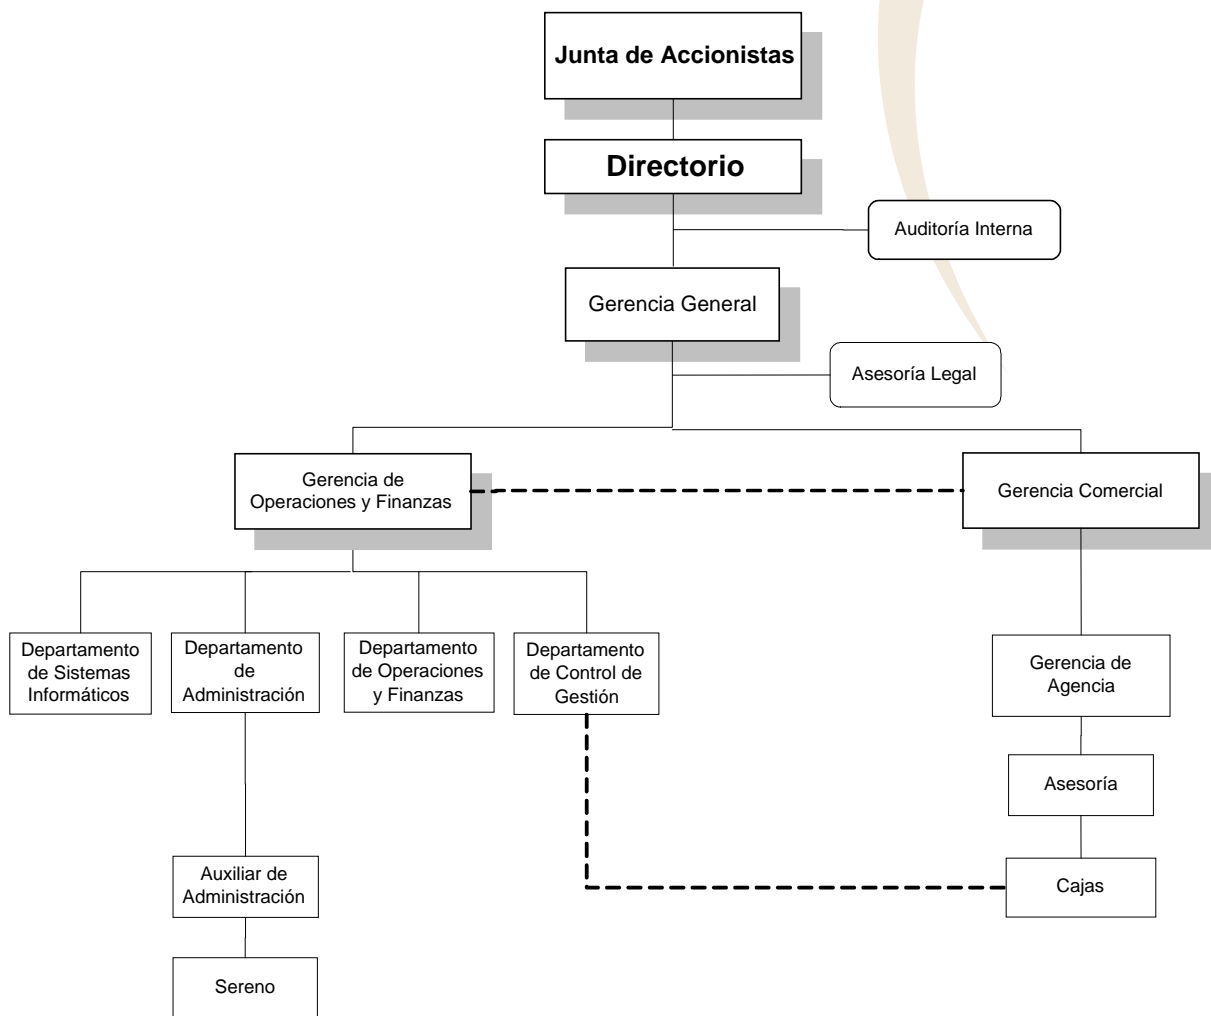 Junta de Accionistas
Directorio
Auditoría Interna
Gerencia General
Asesoría Legal
Gerencia de
Operaciones y Finanzas
Gerencia Comercial
Departamento
de Sistemas
Informáticos
Departamento
de
Administración
Departamento
de Operaciones
y Finanzas
Departamento
de Control de
Gestión
Gerencia de
Agencia
Asesoría
Auxiliar de
Administración
Cajas
Sereno